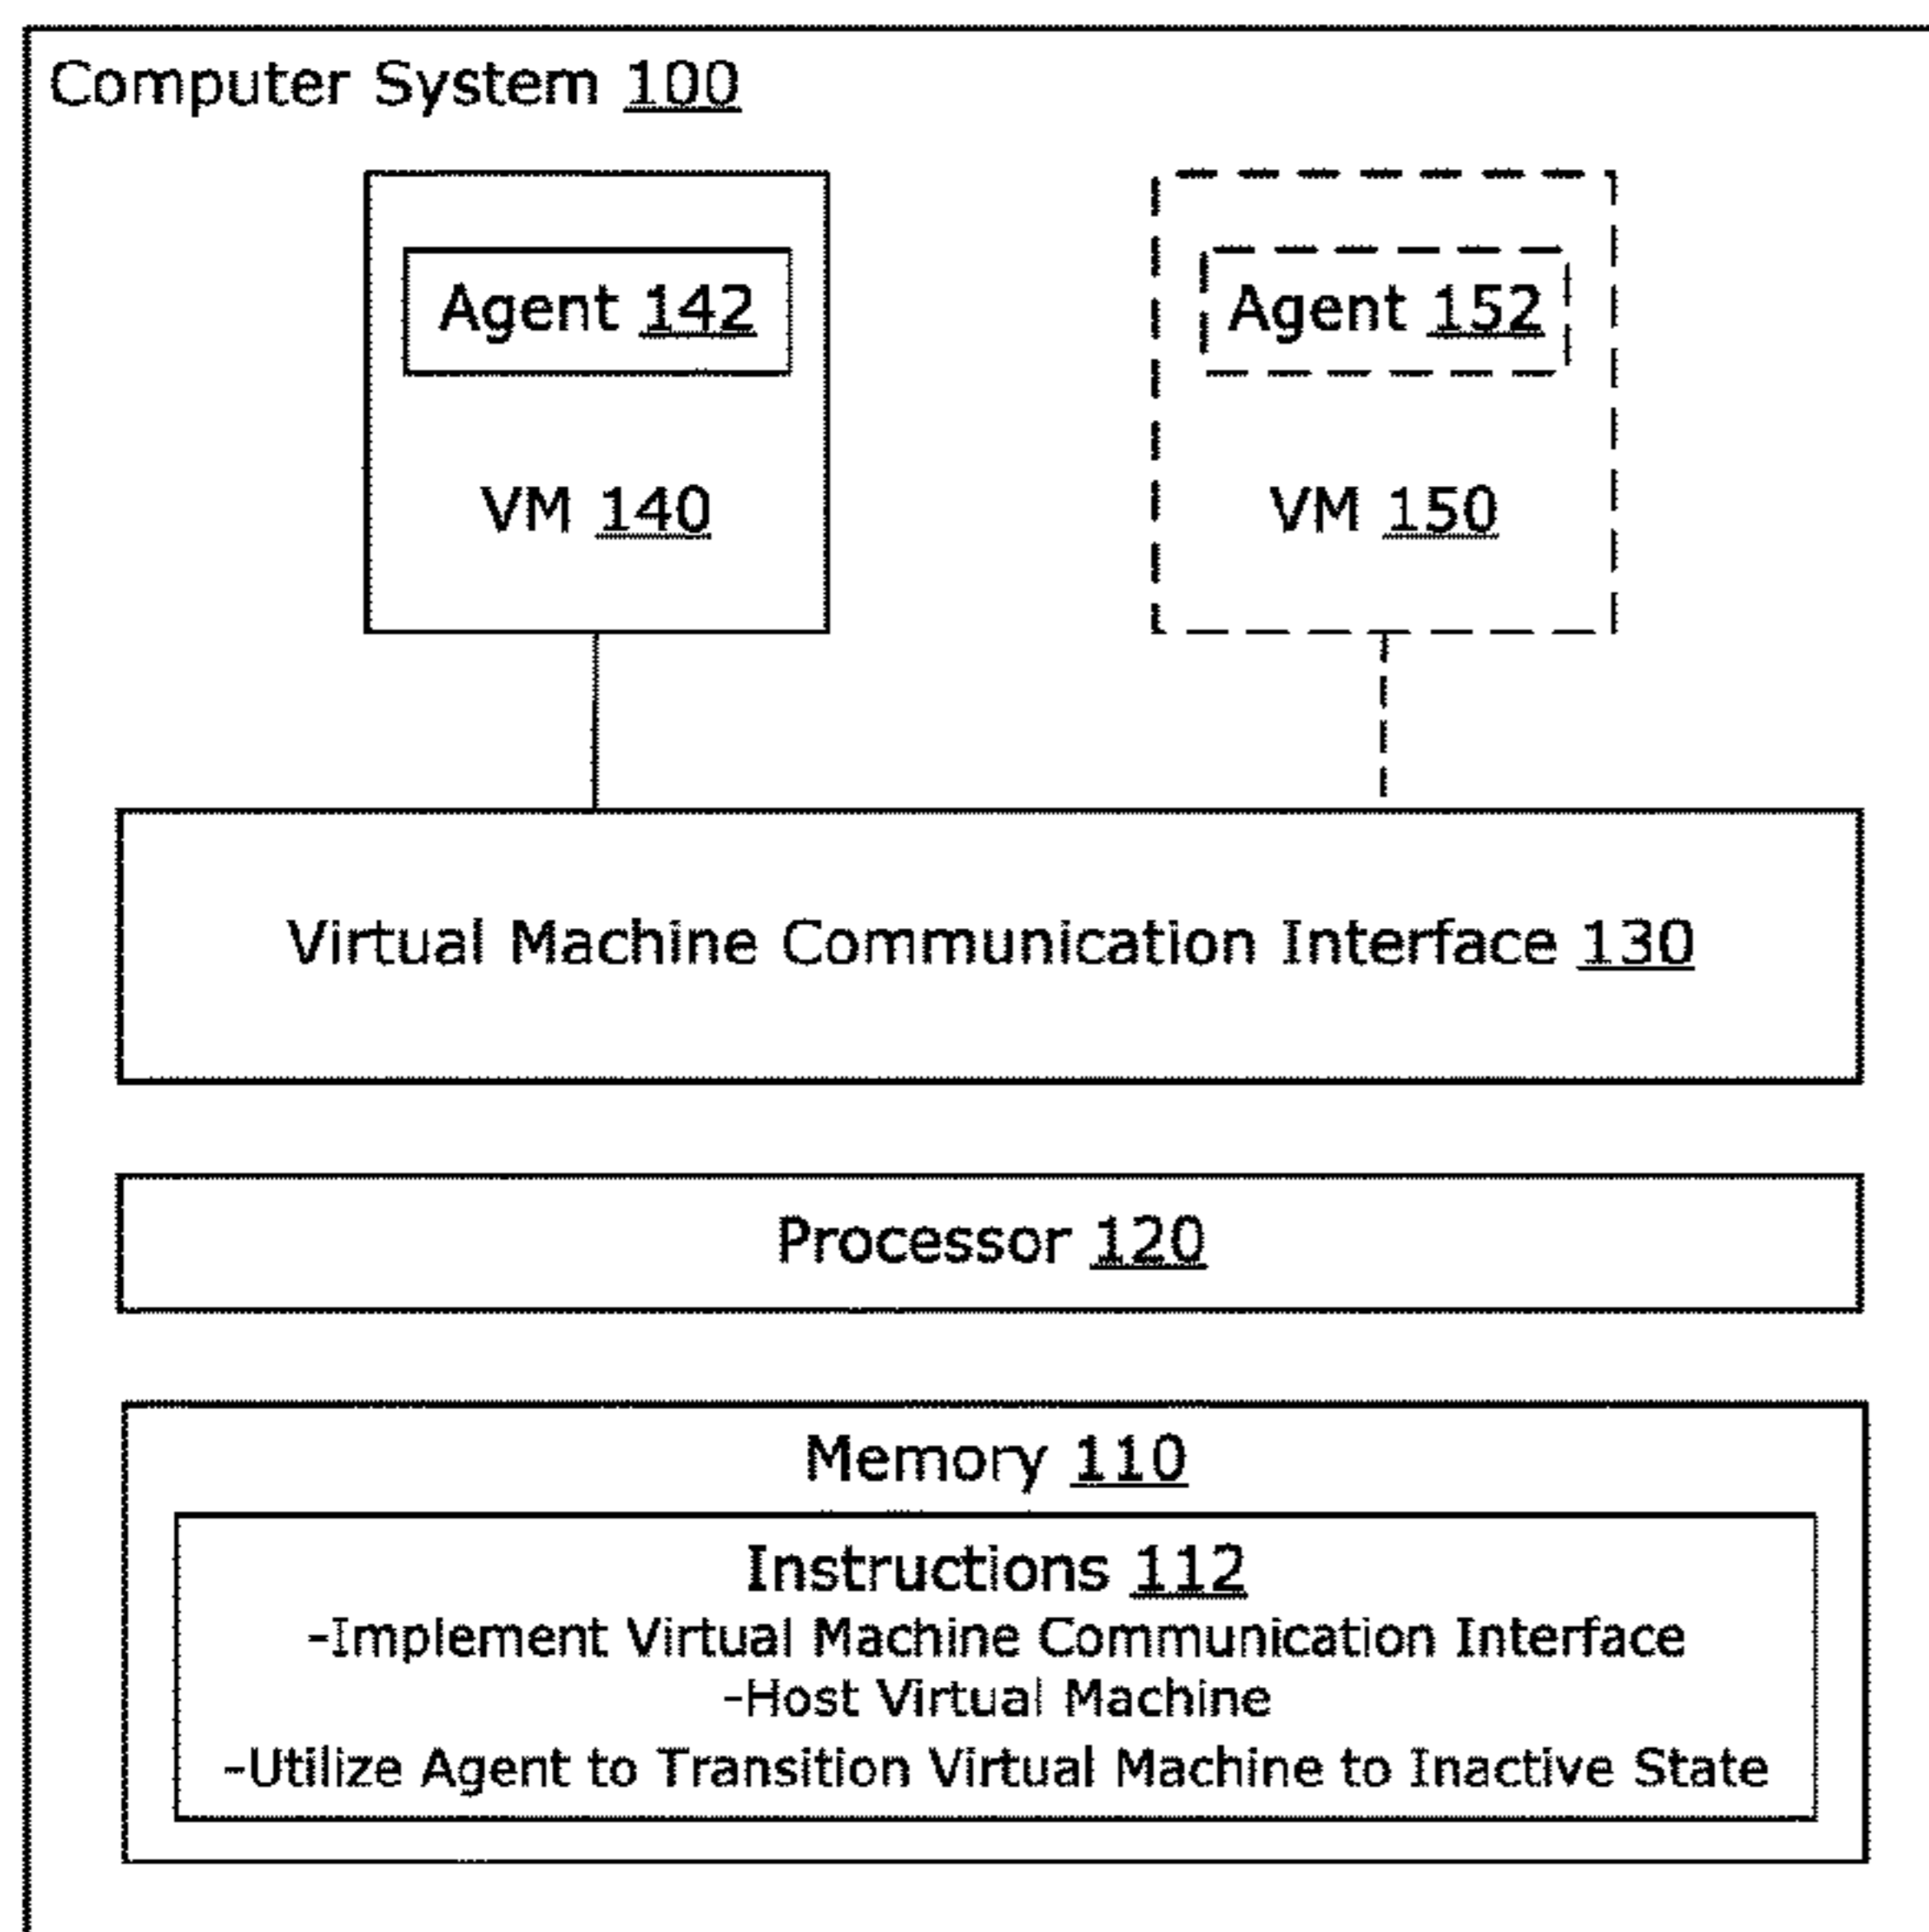 Computer System 100
Agent 142
Agent 152
VM 140
VM 150
Virtual Machine Communication Interface 130
Processor 120
Memory 110
Instructions 112
-Implement Virtual Machine Communication Interface
-Host Virtual Machine
-Utilize Agent to Transition Virtual Machine to Inactive State